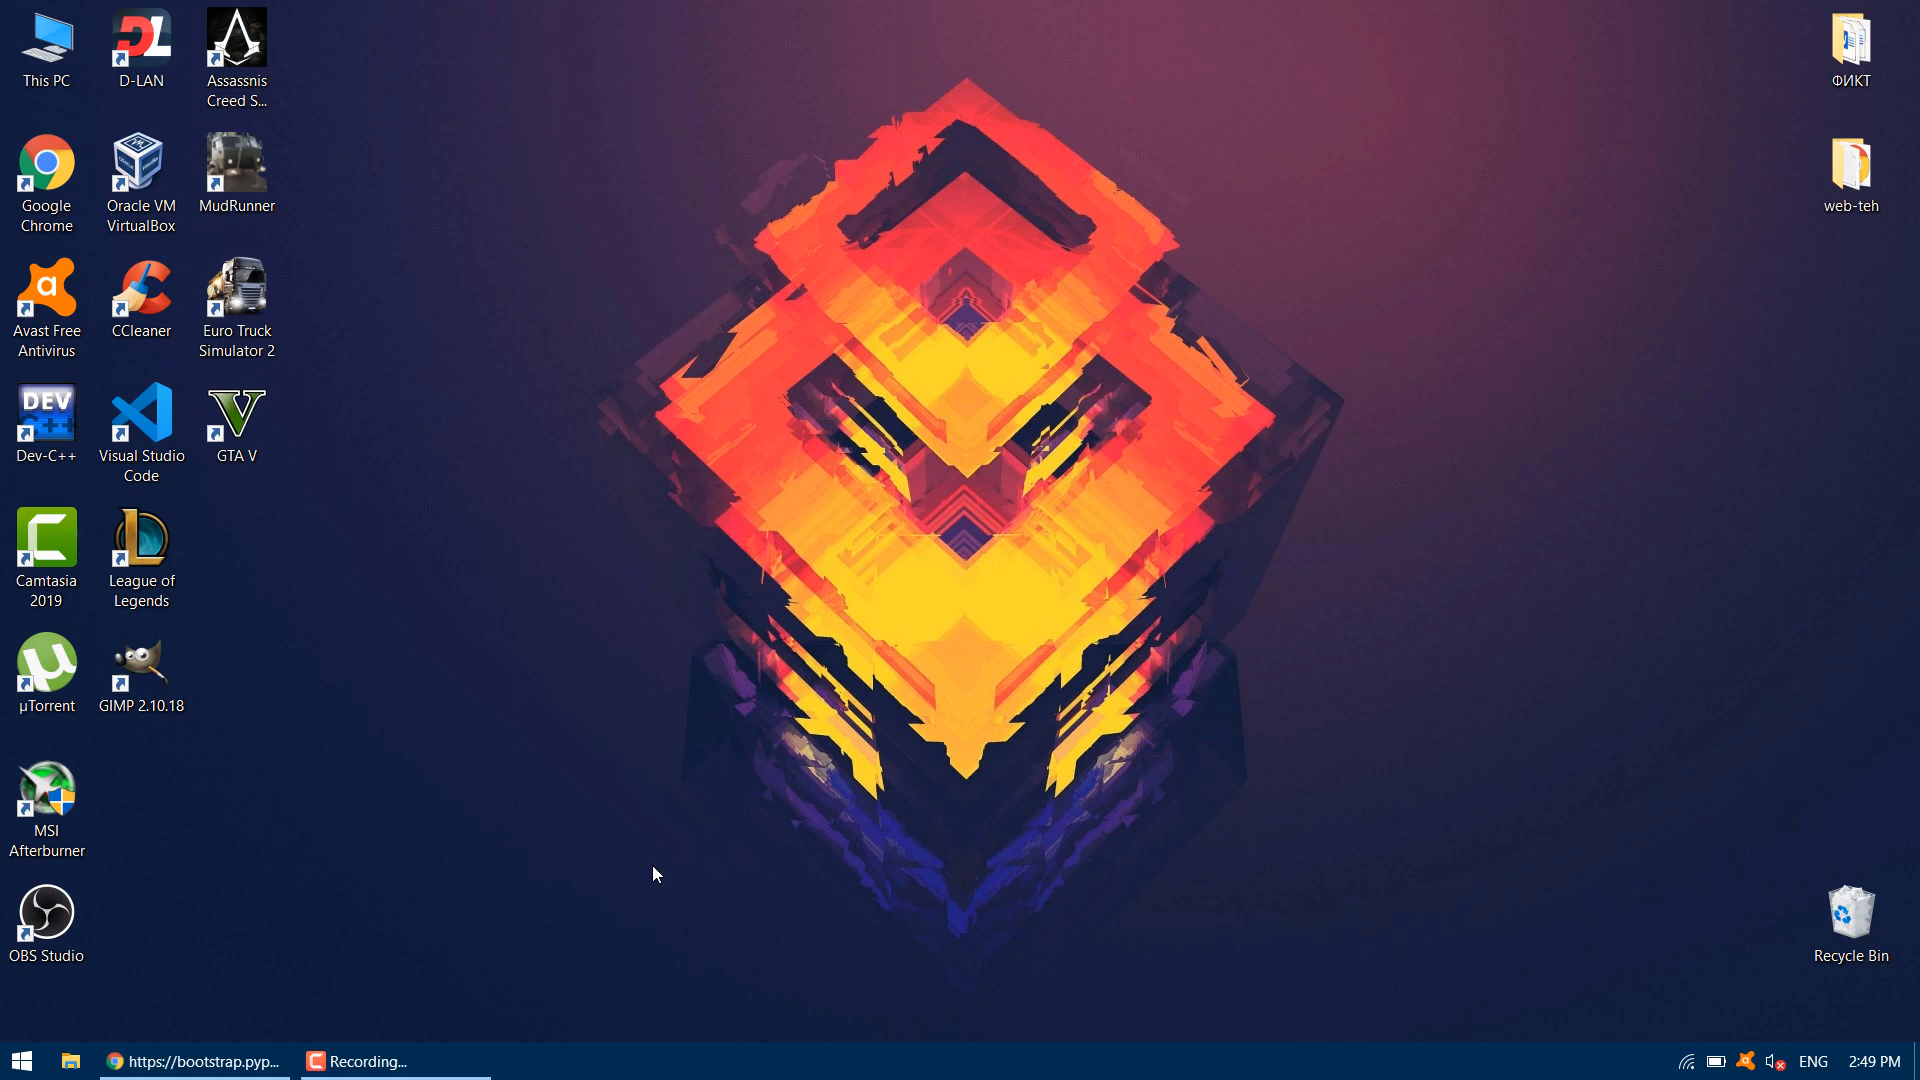 This PC
D-LAN
Assassnis
Creed S...
Google
Chrome
Oracle VM
VirtualBox
MudRunner
Avast Free
Antivirus
CCleaner
Euro Truck
Simulator 2
DEV
C++
Dev-C++
Visual Studio
Code
GTA V
Camtasia
2019
League of
Legends
µTorrent
GIMP 2.10.18
MSI
Afterburner
OBS Studio
ФИКТ
web-teh
Recycle Bin
https://bootstrap.pyp...
Recording...
ENG
2:49 PM